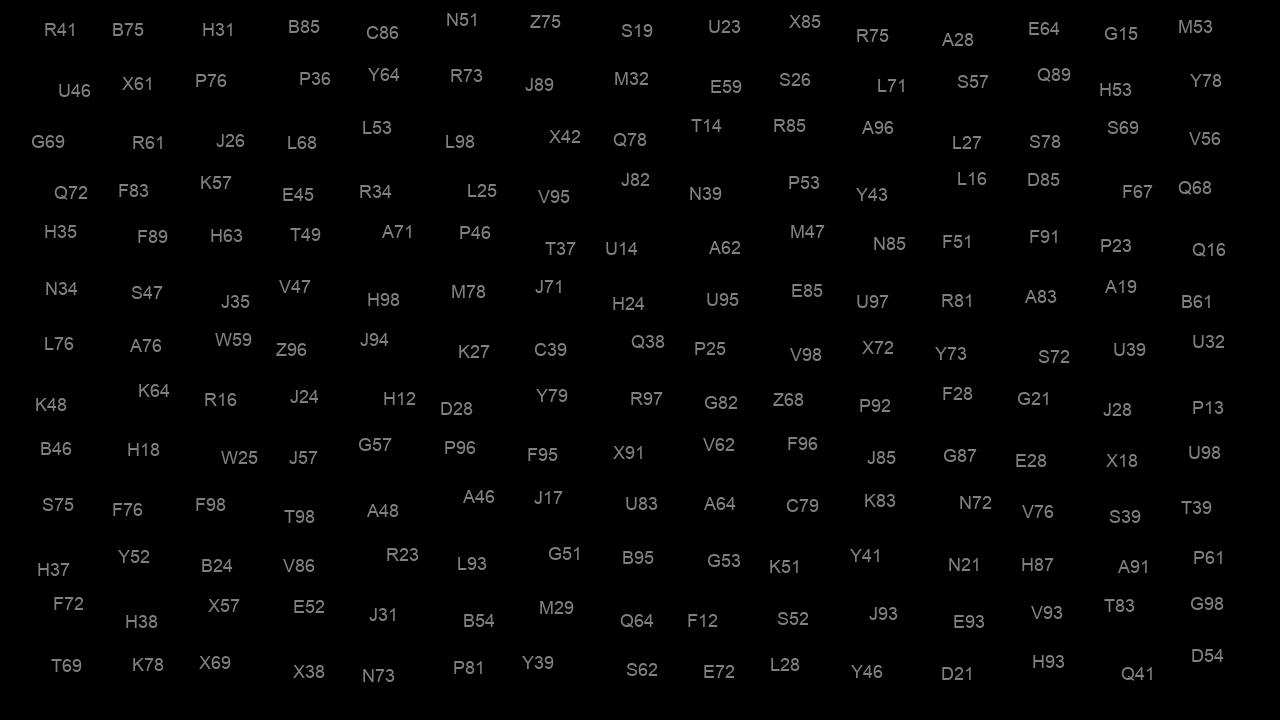 R41 B75 H31 B85 C86 N51 Z75 S19 U23 X85 R75 A28 E64 G15 M53
U46 X61 P76 P36 Y64 R73 J89 M32 E59 S26 L71 S57 Q89 H53 Y78
G69 R61 J26 L68 L53 L98 X42 Q78 T14 R85 A96 L27 S78 S69 V56
Q72 F83 K57 E45 R34 L25 V95 J82 N39 P53 Y43 L16 D85 F67 Q68
H35 F89 H63 T49 A71 P46 T37 U14 A62 M47 N85 F51 F91 P23 Q16
N34 S47 J35 V47 H98 M78 J71 H24 U95 E85 U97 R81 A83 A19 B61
L76 A76 W59 Z96 J94 K27 C39 Q38 P25 V98 X72 Y73 S72 U39 U32
K48 K64 R16 J24 H12 D28 Y79 R97 G82 Z68 P92 F28 G21 J28 P13
B46 H18 W25 J57 G57 P96 F95 X91 V62 F96 J85 G87 E28 X18 U98
S75 F76 F98 T98 A48 A46 J17 U83 A64 C79 K83 N72 V76 S39 T39
H37 Y52 B24 V86 R23 L93 G51 B95 G53 K51 Y41 N21 H87 A91 P61
F72 H38 X57 E52 J31 B54 M29 Q64 F12 S52 J93 E93 V93 T83 G98
T69 K78 X69 X38 N73 P81 Y39 S62 E72 L28 Y46 D21 H93 Q41 D54